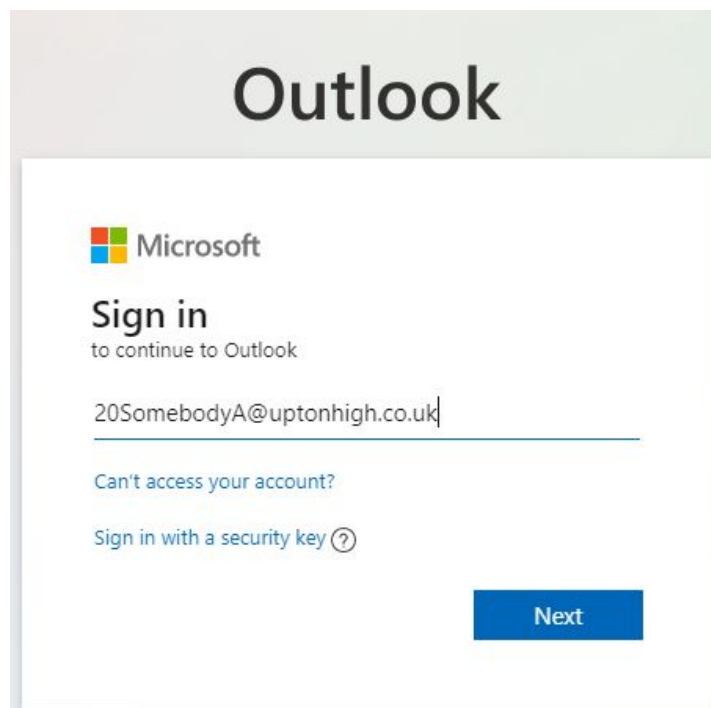 Outlook
Microsoft
Sign in
to continue to Outlook
20SomebodyA@uptonhigh.co.uk
Can't access your account?
Sign in with a security key ?
Next